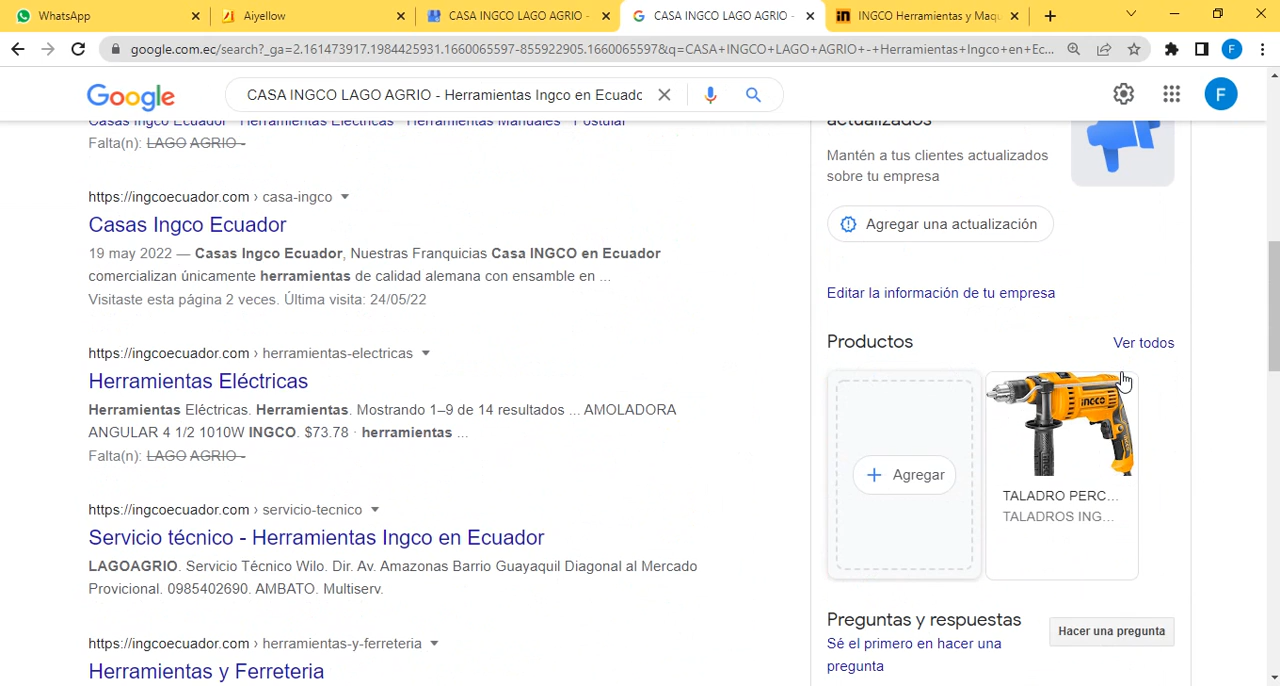 WhatsApp
Aiyellow
CASA INGCO LAGO AGRIO -
CASA INGCO LAGO AGRIO -
INGCO Herramientas y Maqu
google.com.ec/search?_ga=2.161473917.1984425931.1660065597-855922905.1660065597&q=CASA+INGCO+LAGO+AGRIO+-+Herramientas+Ingco+en+Ec...
F
Google
CASA INGCO LAGO AGRIO - Herramientas Ingco en Ecuado
F
Casas Ingco Ecuador Herramientas Eléctricas Herramientas Manuales Postular
Falta(n): LAGO AGRIO -
https://ingcoecuador.com › casa-ingco
Casas Ingco Ecuador
19 may 2022 — Casas Ingco Ecuador, Nuestras Franquicias Casa INGCO en Ecuador
comercializan únicamente herramientas de calidad alemana con ensamble en ...
Visitaste esta página 2 veces. Última visita: 24/05/22
https://ingcoecuador.com › herramientas-electricas
Herramientas Eléctricas
Herramientas Eléctricas. Herramientas. Mostrando 1–9 de 14 resultados ... AMOLADORA
ANGULAR 4 1/2 1010W INGCO. $73.78 · herramientas ...
Falta(n): LAGO AGRIO -
https://ingcoecuador.com › servicio-tecnico
Servicio técnico - Herramientas Ingco en Ecuador
LAGOAGRIO. Servicio Técnico Wilo. Dir. Av. Amazonas Barrio Guayaquil Diagonal al Mercado
Provicional. 0985402690. AMBATO. Multiserv.
https://ingcoecuador.com › herramientas-y-ferreteria
Herramientas y Ferreteria
actualizados
Mantén a tus clientes actualizados
sobre tu empresa
Agregar una actualización
Editar la información de tu empresa
Productos
Ver todos
Agregar
INGCO
TALADRO PERC...
TALADROS ING...
Preguntas y respuestas
Sé el primero en hacer una
pregunta
Hacer una pregunta